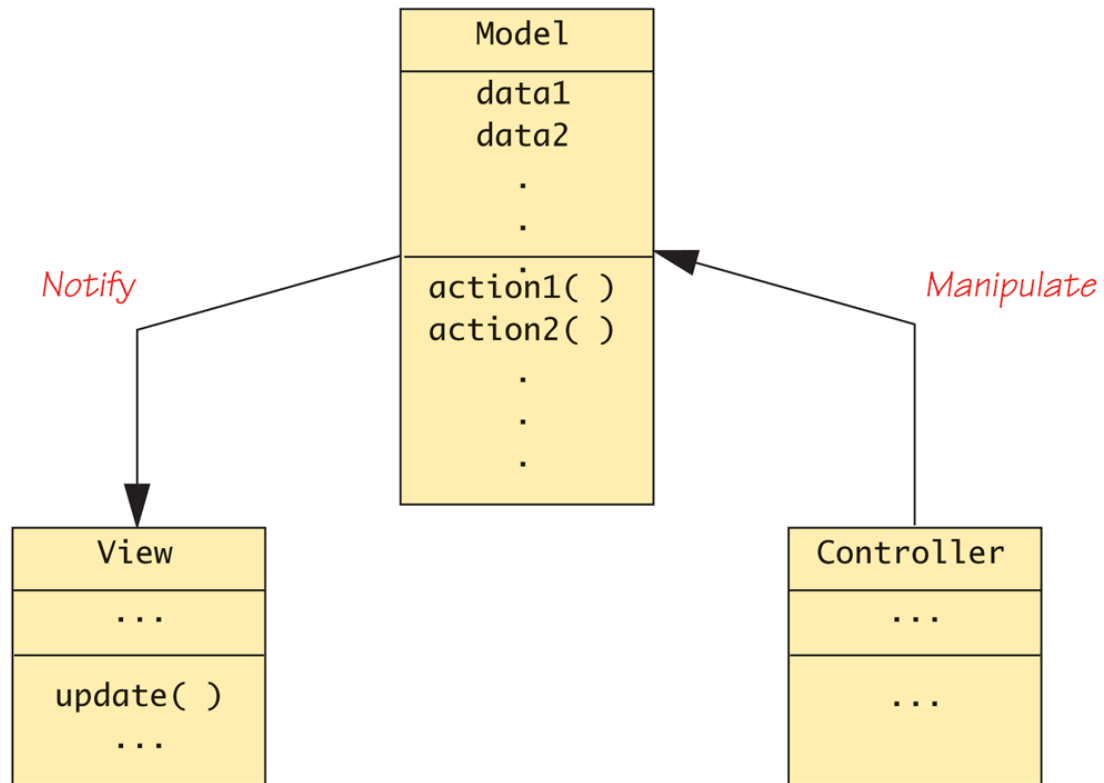 Model
data1
data2
.
.
.
action1( )
action2( )
.
.
.
Notify
Manipulate
View
...
update( )
...
Controller
...
...